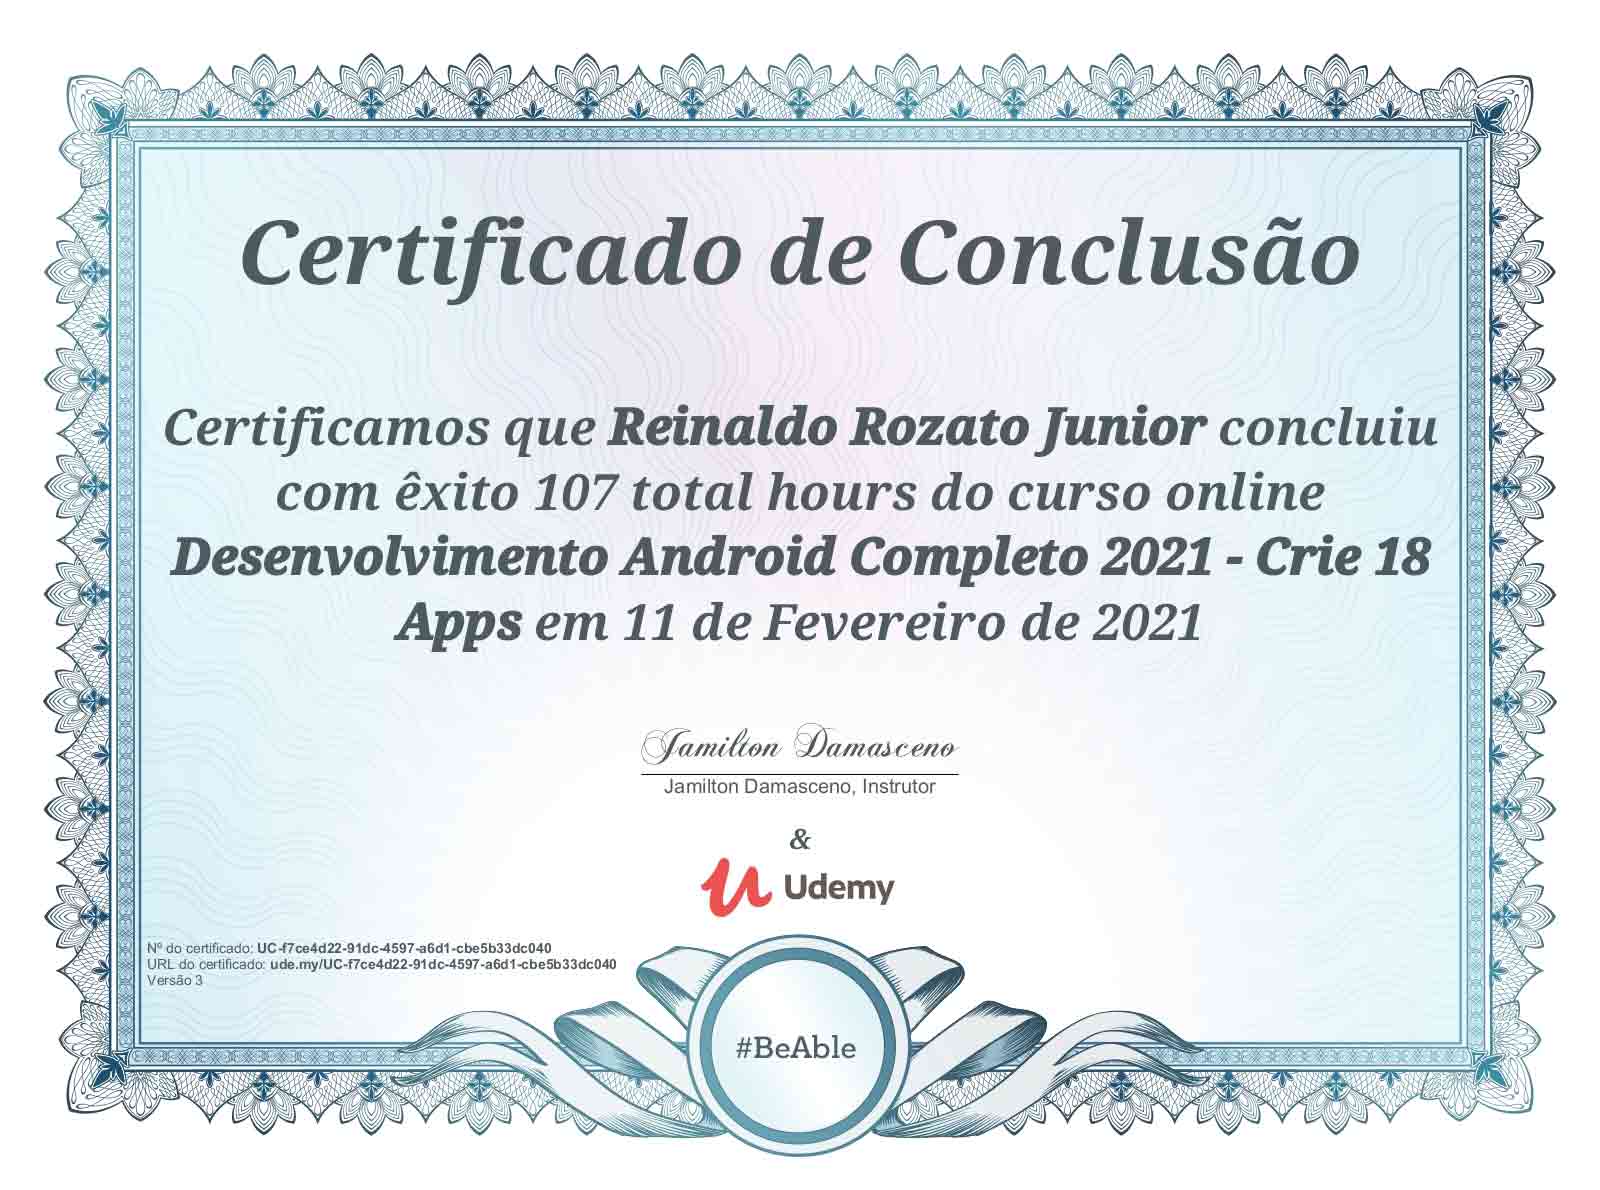 Certificado de Conclusão
Certificamos que Reinaldo Rozato Junior concluiu
com êxito 107 total hours do curso online
Desenvolvimento Android Completo 2021 - Crie 18
Apps em 11 de Fevereiro de 2021
Jamilton Damasceno
Jamilton Damasceno, Instrutor
&
Udemy
Nº do certificado: UC-f7ce4d22-91dc-4597-a6d1-cbe5b33dc040
URL do certificado: ude.my/UC-f7ce4d22-91dc-4597-a6d1-cbe5b33dc040
Versão 3
#BeAble